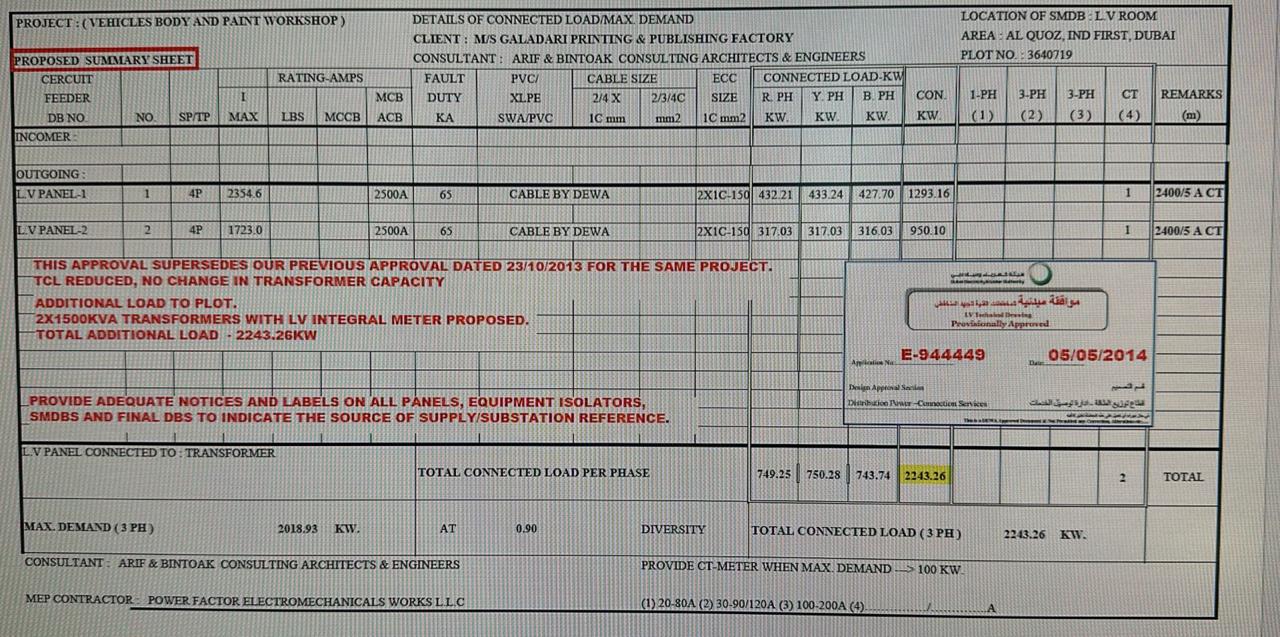 PROJECT : ( VEHICLES BODY AND PAINT WORKSHOP )
DETAILS OF CONNECTED LOAD/MAX. DEMAND
LOCATION OF SMDB : L.V ROOM
CLIENT : M/S GALADARI PRINTING & PUBLISHING FACTORY
AREA : AL QUOZ, IND FIRST, DUBAI
PROPOSED SUMMARY SHEET
CONSULTANT : ARIF & BINTOAK CONSULTING ARCHITECTS & ENGINEERS
PLOT NO. : 3640719
CERCUIT RATING-AMPS FAULT PVC/ CABLE SIZE ECC CONNECTED LOAD-KW
FEEDER I MCB DUTY XLPE 2/4 X 2/3/4C SIZE R. PH Y. PH B. PH CON. 1-PH 3-PH 3-PH CT REMARKS
DB NO. NO. SP/TP MAX LBS MCCB ACB KA SWA/PVC 1C mm mm2 1C mm2 KW. KW. KW. KW. (1) (2) (3) (4) (m)
INCOMER :
OUTGOING :
L.V PANEL-1 1 4P 2354.6 2500A 65 CABLE BY DEWA 2X1C-150 432.21 433.24 427.70 1293.16 1 2400/5 A CT
L.V PANEL-2 2 4P 1723.0 2500A 65 CABLE BY DEWA 2X1C-150 317.03 317.03 316.03 950.10 1 2400/5 A CT
THIS APPROVAL SUPERSEDES OUR PREVIOUS APPROVAL DATED 23/10/2013 FOR THE SAME PROJECT.
TCL REDUCED, NO CHANGE IN TRANSFORMER CAPACITY
ADDITIONAL LOAD TO PLOT.
2X1500KVA TRANSFORMERS WITH LV INTEGRAL METER PROPOSED.
TOTAL ADDITIONAL LOAD - 2243.26KW
موافقة مبدئية
LV Technical Drawing
Provisionally Approved
Application No: E-944449 Date: 05/05/2014
Design Approval Section
قسم التصميم
Distribution Power –Connection Services
PROVIDE ADEQUATE NOTICES AND LABELS ON ALL PANELS, EQUIPMENT ISOLATORS,
SMDBS AND FINAL DBS TO INDICATE THE SOURCE OF SUPPLY/SUBSTATION REFERENCE.
L.V PANEL CONNECTED TO : TRANSFORMER
TOTAL CONNECTED LOAD PER PHASE 749.25 750.28 743.74 2243.26 2 TOTAL
MAX. DEMAND ( 3 PH ) 2018.93 KW. AT 0.90 DIVERSITY TOTAL CONNECTED LOAD ( 3 PH ) 2243.26 KW.
CONSULTANT : ARIF & BINTOAK CONSULTING ARCHITECTS & ENGINEERS
PROVIDE CT-METER WHEN MAX. DEMAND ---> 100 KW.
MEP CONTRACTOR : POWER FACTOR ELECTROMECHANICALS WORKS L.L.C
(1) 20-80A (2) 30-90/120A (3) 100-200A (4)............../..............A